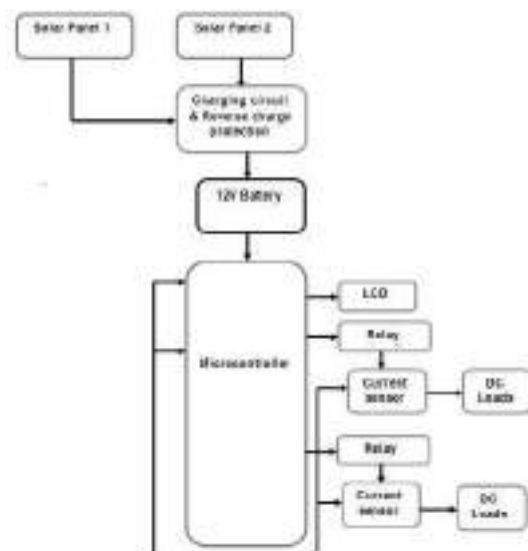 Solar Panel 1
Solar Panel 2
Charging circuit
& Reverse charge
protection
12V Battery
Microcontroller
LCD
Relay
Current
sensor
DC
Loads
Relay
Current
sensor
DC
Loads